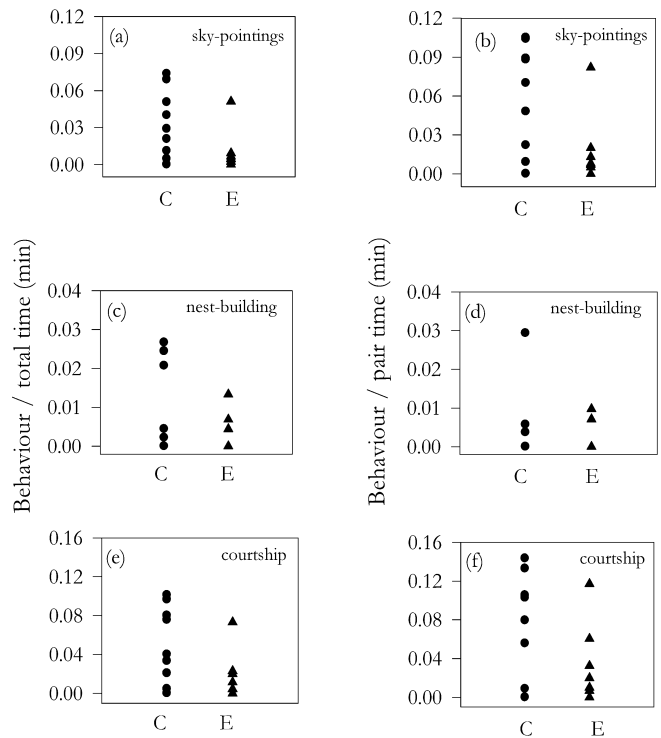 Behaviour / total time (min)
Behaviour / pair time (min)
(a) sky-pointings
0.12
0.09
0.06
0.03
0.00
C E
(b) sky-pointings
0.12
0.09
0.06
0.03
0.00
C E
(c) nest-building
0.04
0.03
0.02
0.01
0.00
C E
(d) nest-building
0.04
0.03
0.02
0.01
0.00
C E
(e) courtship
0.16
0.12
0.08
0.04
0.00
C E
(f) courtship
0.16
0.12
0.08
0.04
0.00
C E